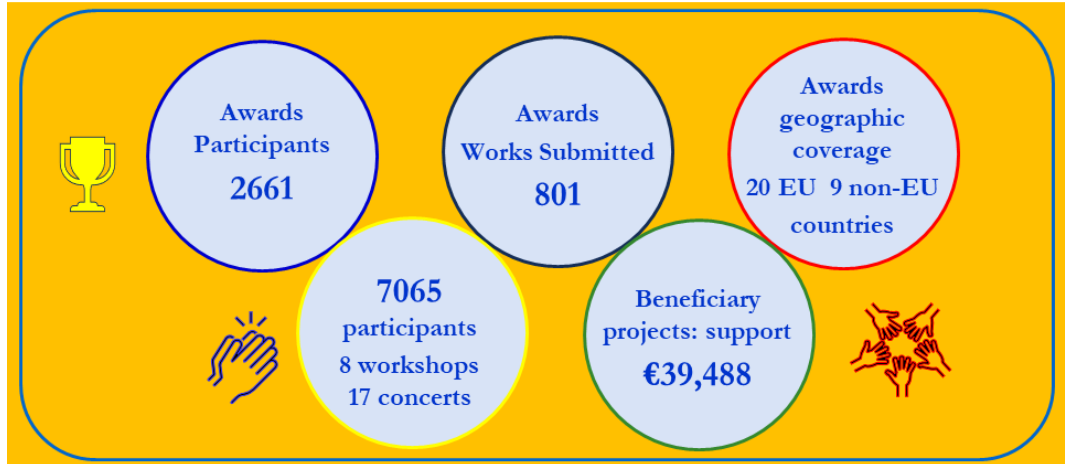 Awards
Participants
2661
Awards
Works Submitted
801
Awards
geographic
coverage
20 EU 9 non-EU
countries
7065
participants
8 workshops
17 concerts
Beneficiary
projects: support
€39,488